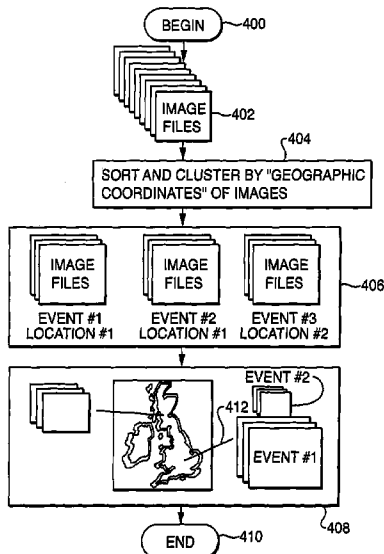 BEGIN
400
IMAGE
FILES
402
404
SORT AND CLUSTER BY "GEOGRAPHIC
COORDINATES" OF IMAGES
IMAGE
FILES
IMAGE
FILES
IMAGE
FILES
406
EVENT #1
LOCATION #1
EVENT #2
LOCATION #1
EVENT #3
LOCATION #2
EVENT #2
412
EVENT #1
408
END
410